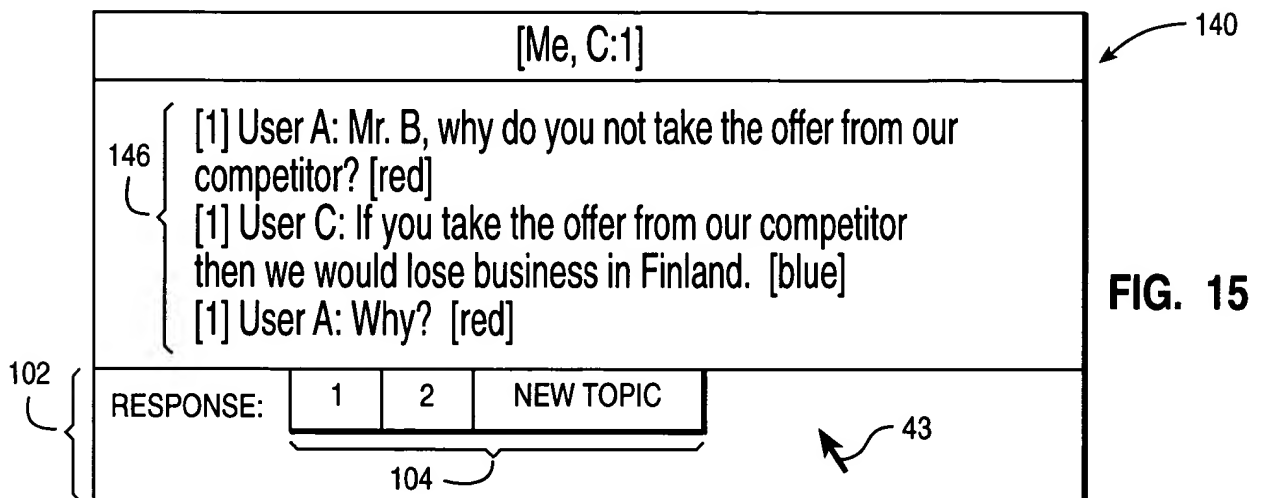 [Me, C:1]
140
146
[1] User A: Mr. B, why do you not take the offer from our
competitor? [red]
[1] User C: If you take the offer from our competitor
then we would lose business in Finland. [blue]
[1] User A: Why? [red]
FIG. 15
102
RESPONSE: 1 2 NEW TOPIC
43
104